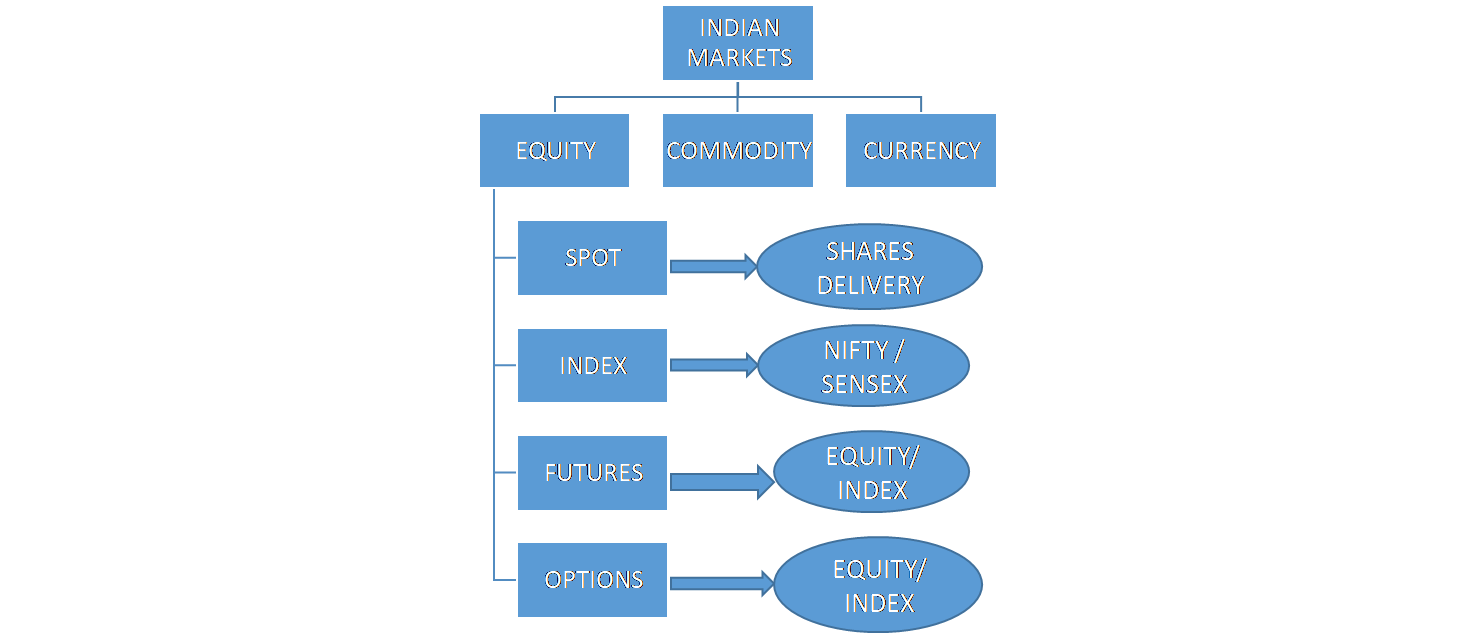 INDIAN
MARKETS
EQUITY
COMMODITY
CURRENCY
SPOT
SHARES
DELIVERY
INDEX
NIFTY /
SENSEX
FUTURES
EQUITY/
INDEX
OPTIONS
EQUITY/
INDEX